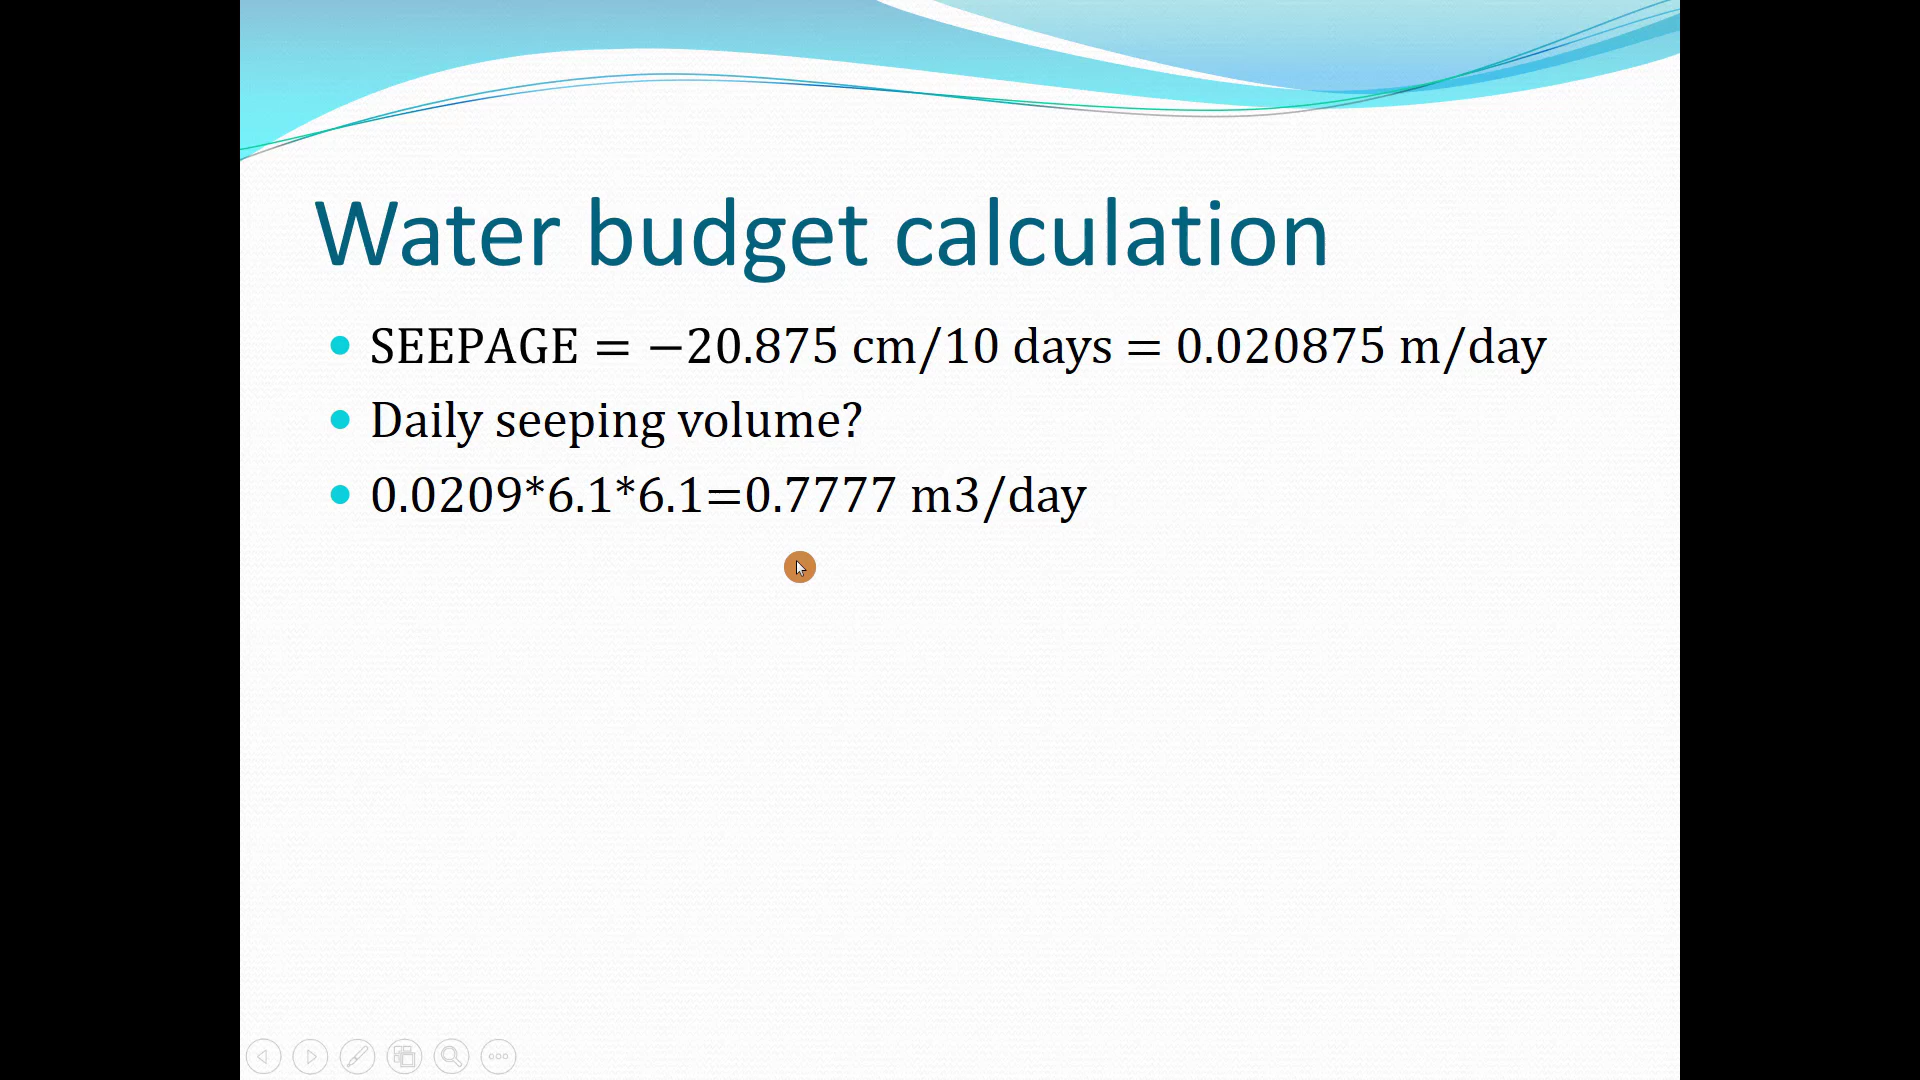 Water budget calculation
SEEPAGE = −20.875 cm/10 days = 0.020875 m/day
Daily seeping volume?
0.0209*6.1*6.1=0.7777 m3/day